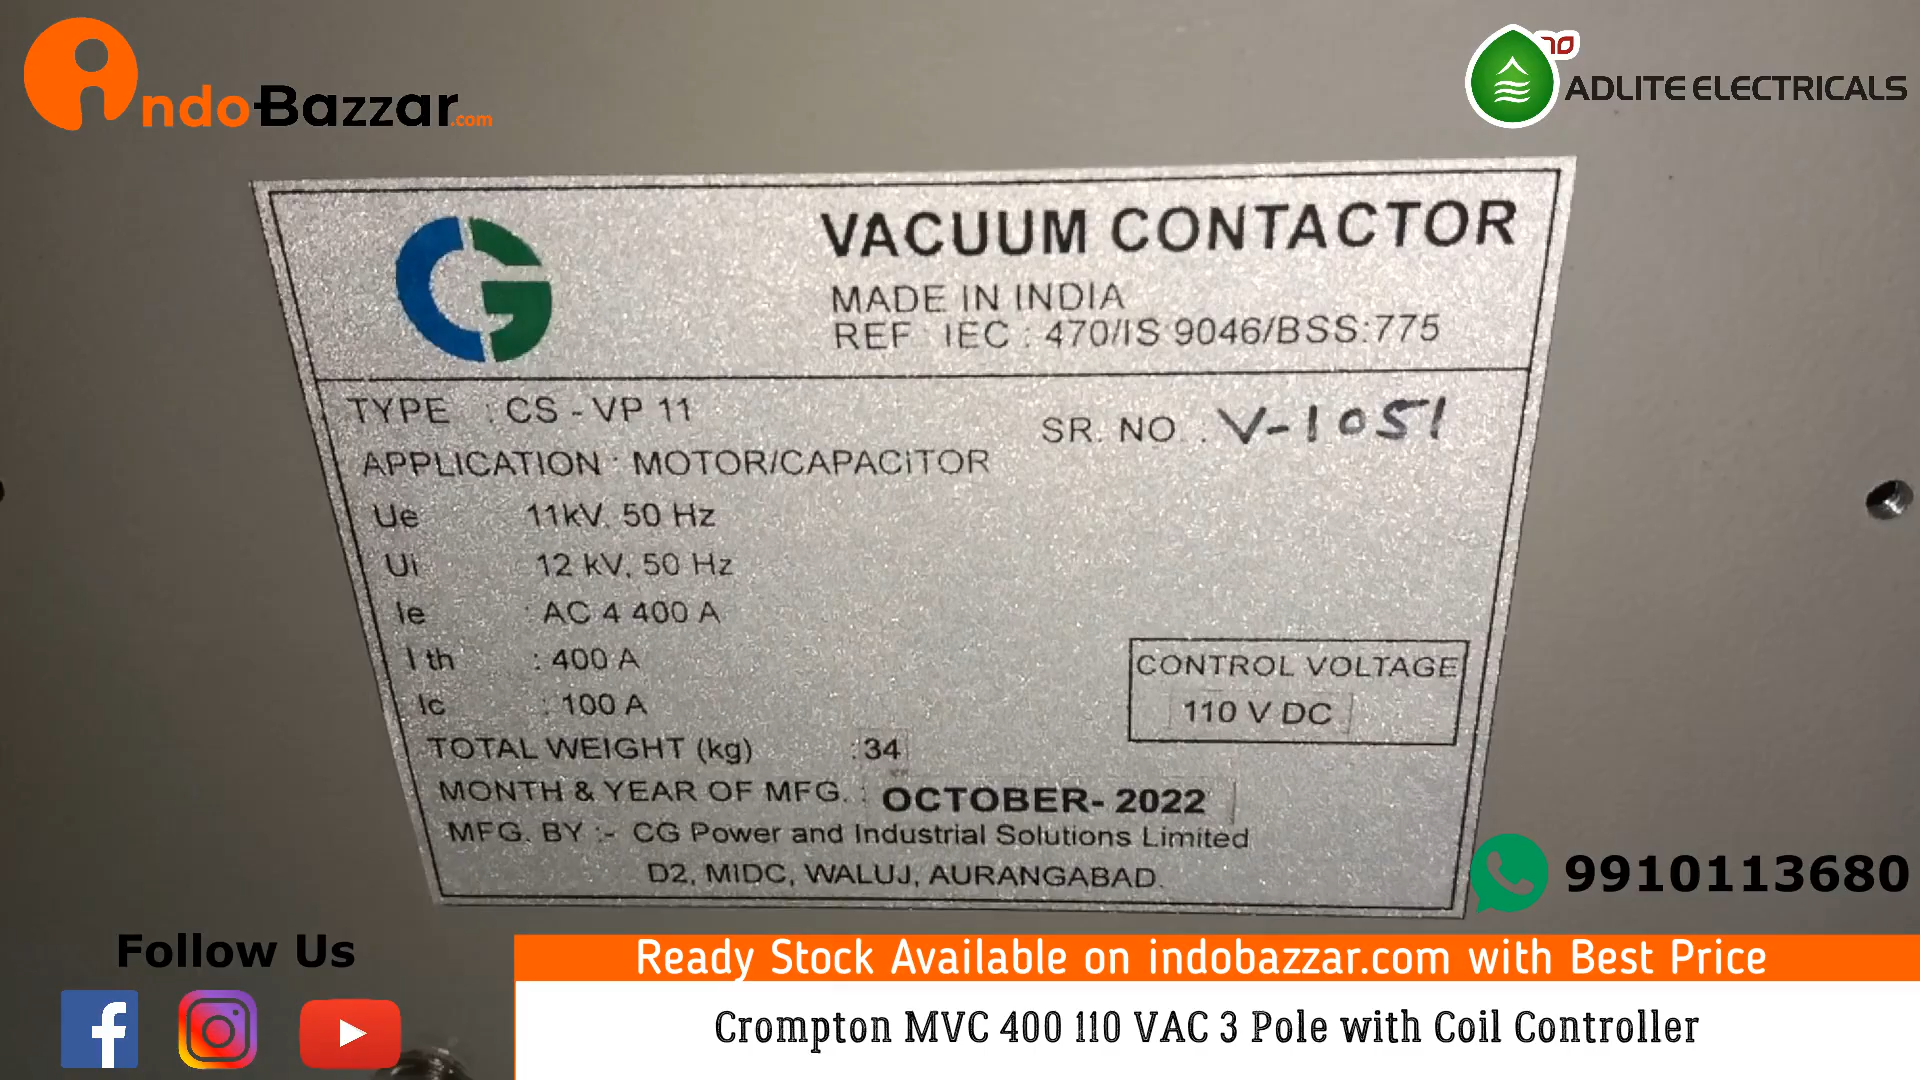 indoBazzar.com
no
ADLITE ELECTRICALS
CG
VACUUM CONTACTOR
MADE IN INDIA
REF : IEC : 470/IS 9046/BSS:775
TYPE : CS - VP 11
SR. NO. : V-1051
APPLICATION : MOTOR/CAPACITOR
Ue 11kV. 50 Hz
Ui 12 kV, 50 Hz
Ie : AC 4 400 A
I th : 400 A
Ic : 100 A
CONTROL VOLTAGE
110 V DC
TOTAL WEIGHT (kg) : 34
MONTH & YEAR OF MFG. : OCTOBER- 2022
MFG. BY :- CG Power and Industrial Solutions Limited
D2, MIDC, WALUJ, AURANGABAD.
9910113680
Follow Us
Ready Stock Available on indobazzar.com with Best Price
Crompton MVC 400 110 VAC 3 Pole with Coil Controller